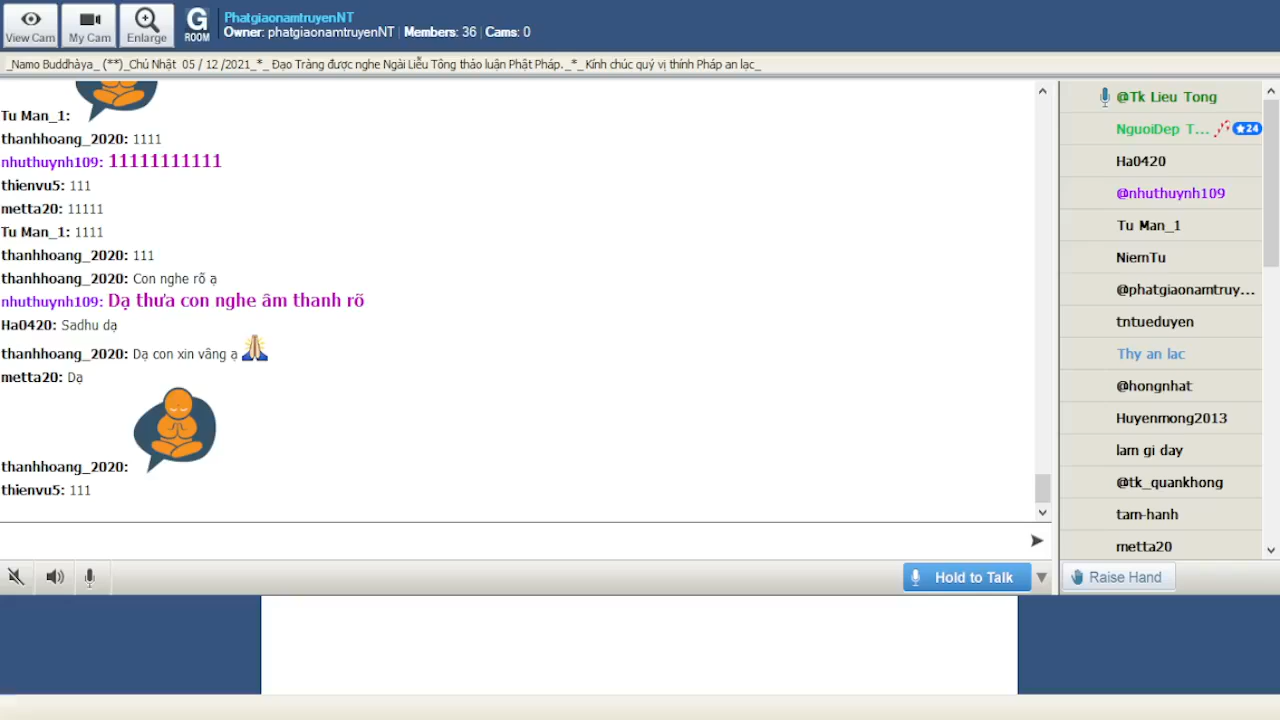 View Cam
My Cam
Enlarge
G ROOM
PhatgiaonamtruyenNT
Owner: phatgiaonamtruyenNT | Members: 36 | Cams: 0
_Namo Buddhàya_ (**)_Chủ Nhật 05 / 12 /2021_*_ Đạo Tràng được nghe Ngài Liễu Tông thảo luận Phật Pháp._*_ Kính chúc quý vị thính Pháp an lạc_
Tu Man_1:
thanhhoang_2020: 1111
nhuthuynh109: 11111111111
thienvu5: 111
metta20: 11111
Tu Man_1: 1111
thanhhoang_2020: 111
thanhhoang_2020: Con nghe rõ ạ
nhuthuynh109: Dạ thưa con nghe âm thanh rõ
Ha0420: Sadhu dạ
thanhhoang_2020: Dạ con xin vâng ạ
metta20: Dạ
thanhhoang_2020:
thienvu5: 111
@Tk Lieu Tong
NguoiDep T... 24
Ha0420
@nhuthuynh109
Tu Man_1
NiemTu
@phatgiaonamtruy...
tntueduyen
Thy an lac
@hongnhat
Huyenmong2013
lam gi day
@tk_quankhong
tam-hanh
metta20
Hold to Talk
Raise Hand